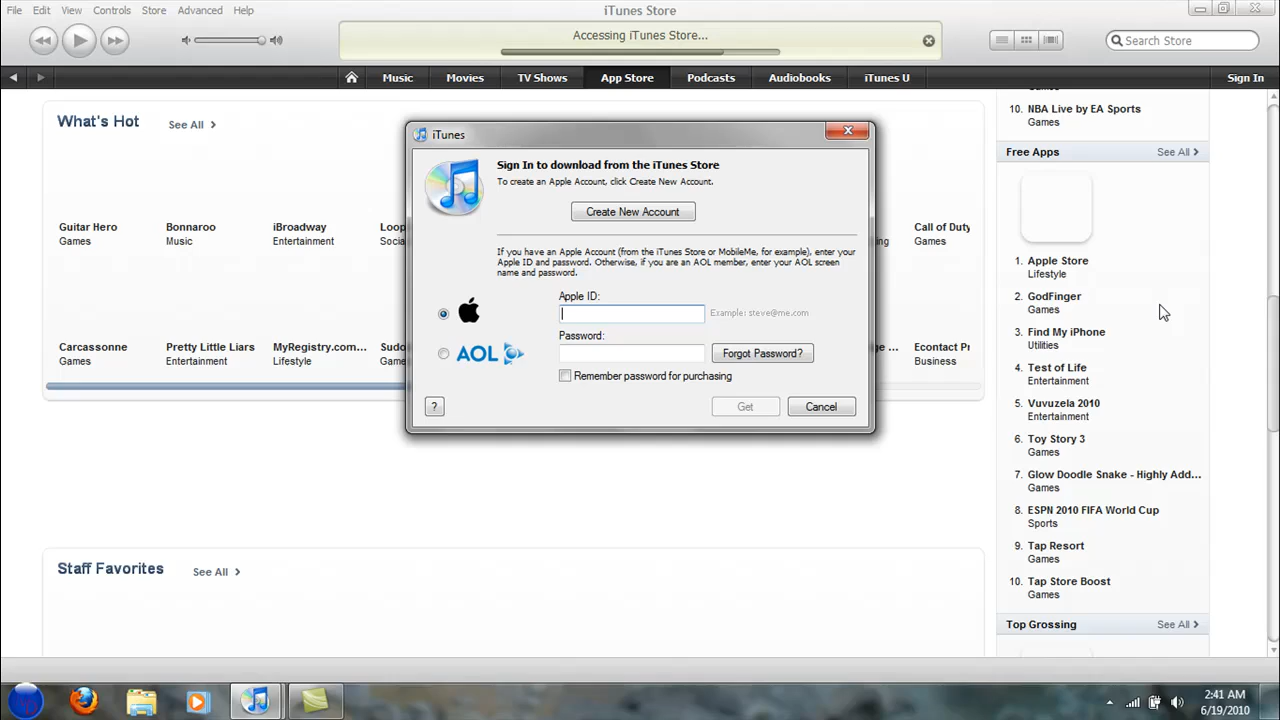 File Edit View Controls Store Advanced Help
iTunes Store
Accessing iTunes Store...
Search Store
Music Movies TV Shows App Store Podcasts Audiobooks iTunes U Sign In
What's Hot See All
Guitar Hero
Games
Bonnaroo
Music
iBroadway
Entertainment
Loop
Social
Call of Duty
Games
Carcassonne
Games
Pretty Little Liars
Entertainment
MyRegistry.com...
Lifestyle
Econtact Pr
Business
Staff Favorites See All
iTunes
Sign In to download from the iTunes Store
To create an Apple Account, click Create New Account.
Create New Account
If you have an Apple Account (from the iTunes Store or MobileMe, for example), enter your
Apple ID and password. Otherwise, if you are an AOL member, enter your AOL screen
name and password.
Apple ID:
Example: steve@me.com
AOL
Password:
Forgot Password?
Remember password for purchasing
? Get Cancel
10. NBA Live by EA Sports
Games
Free Apps See All
1. Apple Store
Lifestyle
2. GodFinger
Games
3. Find My iPhone
Utilities
4. Test of Life
Entertainment
5. Vuvuzela 2010
Entertainment
6. Toy Story 3
Games
7. Glow Doodle Snake - Highly Add...
Games
8. ESPN 2010 FIFA World Cup
Sports
9. Tap Resort
Games
10. Tap Store Boost
Games
Top Grossing See All
2:41 AM
6/19/2010